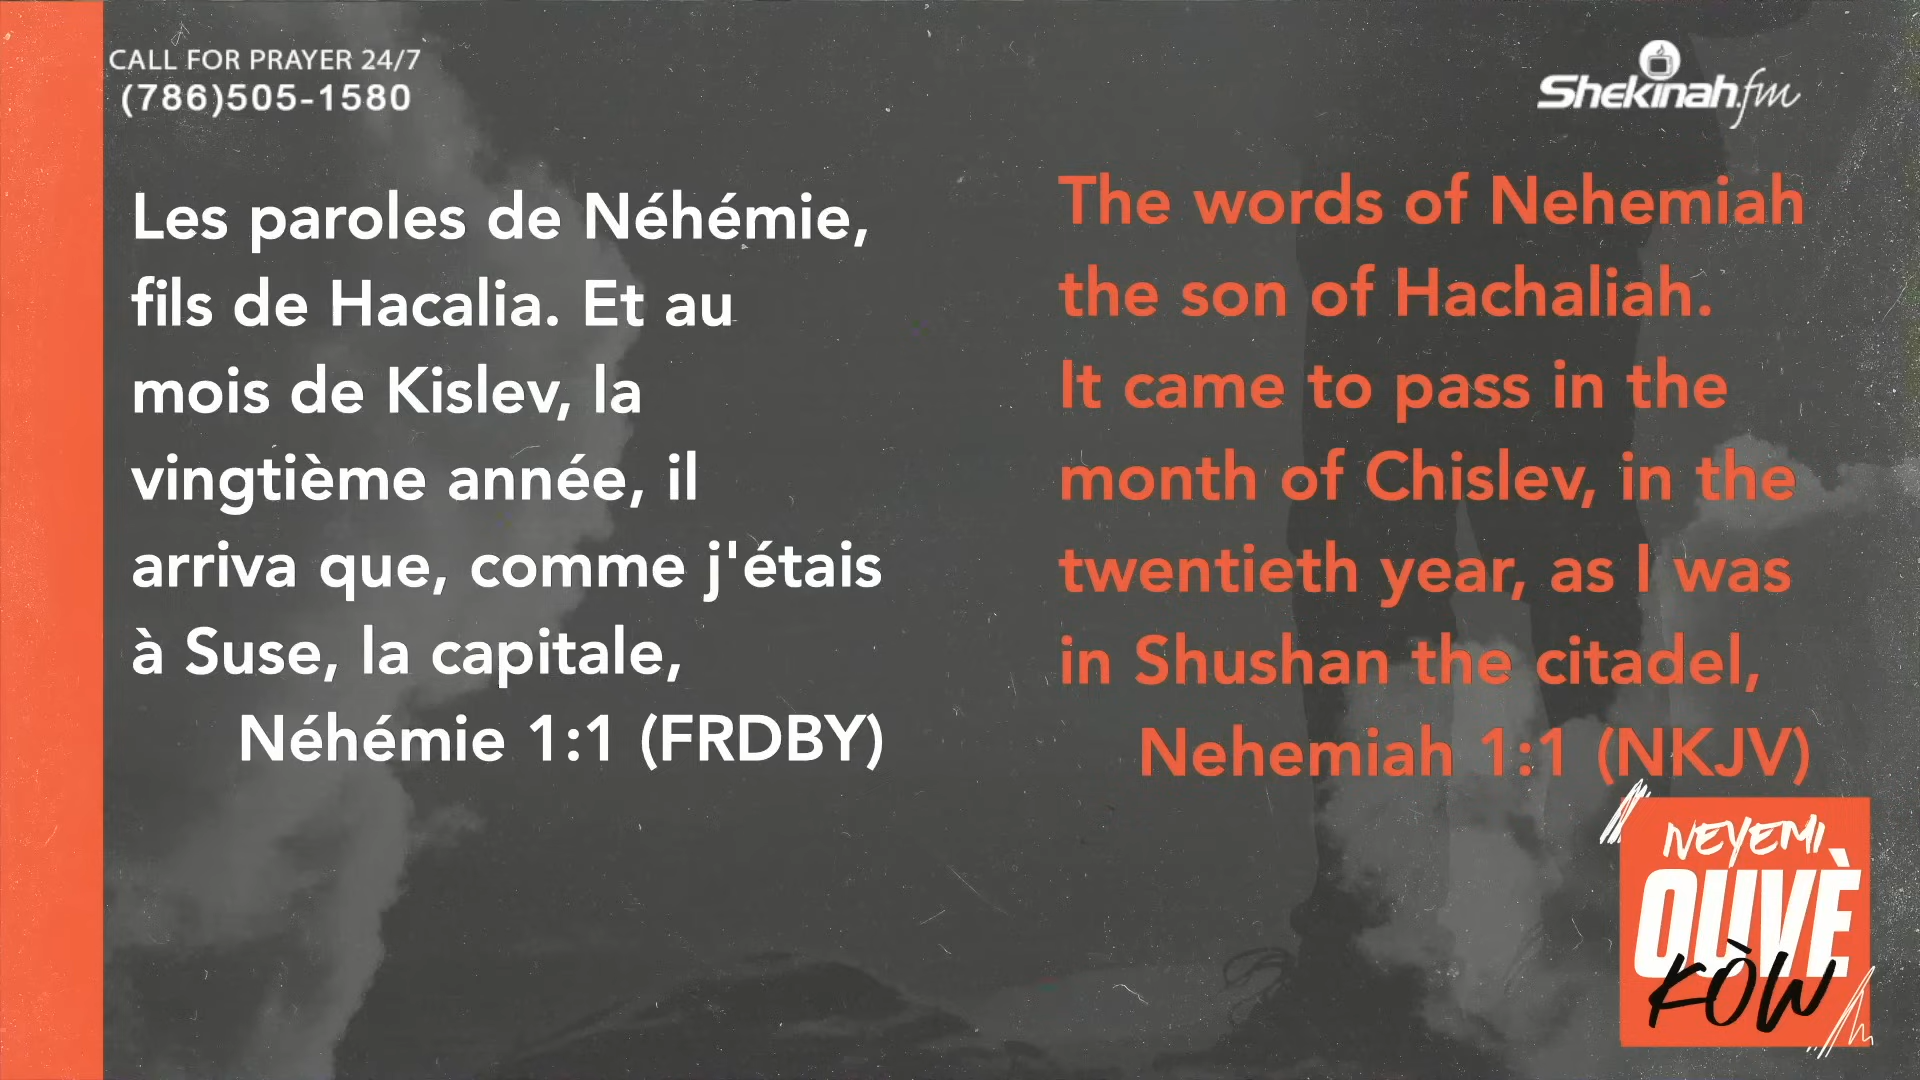 CALL FOR PRAYER 24/7
(786)505-1580
Shekinah.fm
Les paroles de Néhémie,
fils de Hacalia. Et au
mois de Kislev, la
vingtième année, il
arriva que, comme j'étais
à Suse, la capitale,
Néhémie 1:1 (FRDBY)
The words of Nehemiah
the son of Hachaliah.
It came to pass in the
month of Chislev, in the
twentieth year, as I was
in Shushan the citadel,
Nehemiah 1:1 (NKJV)
NEYEMI
OUVÈ
KÒW